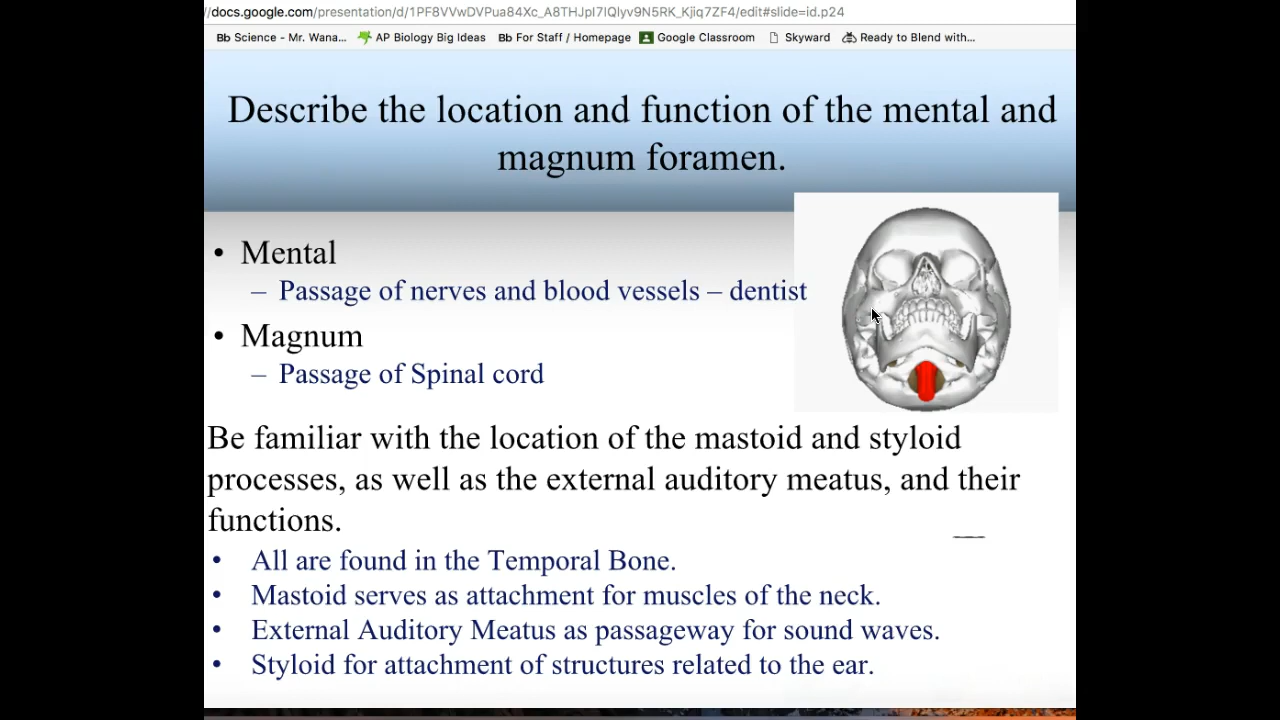 /docs.google.com/presentation/d/1PF8VVwDVPua84Xc_A8THJpI7IQlyv9N5RK_Kjiq7ZF4/edit#slide=id.p24
Bb Science - Mr. Wana... AP Biology Big Ideas Bb For Staff / Homepage Google Classroom Skyward Ready to Blend with...
Describe the location and function of the mental and
magnum foramen.
• Mental
– Passage of nerves and blood vessels – dentist
• Magnum
– Passage of Spinal cord
Be familiar with the location of the mastoid and styloid
processes, as well as the external auditory meatus, and their
functions.
• All are found in the Temporal Bone.
• Mastoid serves as attachment for muscles of the neck.
• External Auditory Meatus as passageway for sound waves.
• Styloid for attachment of structures related to the ear.